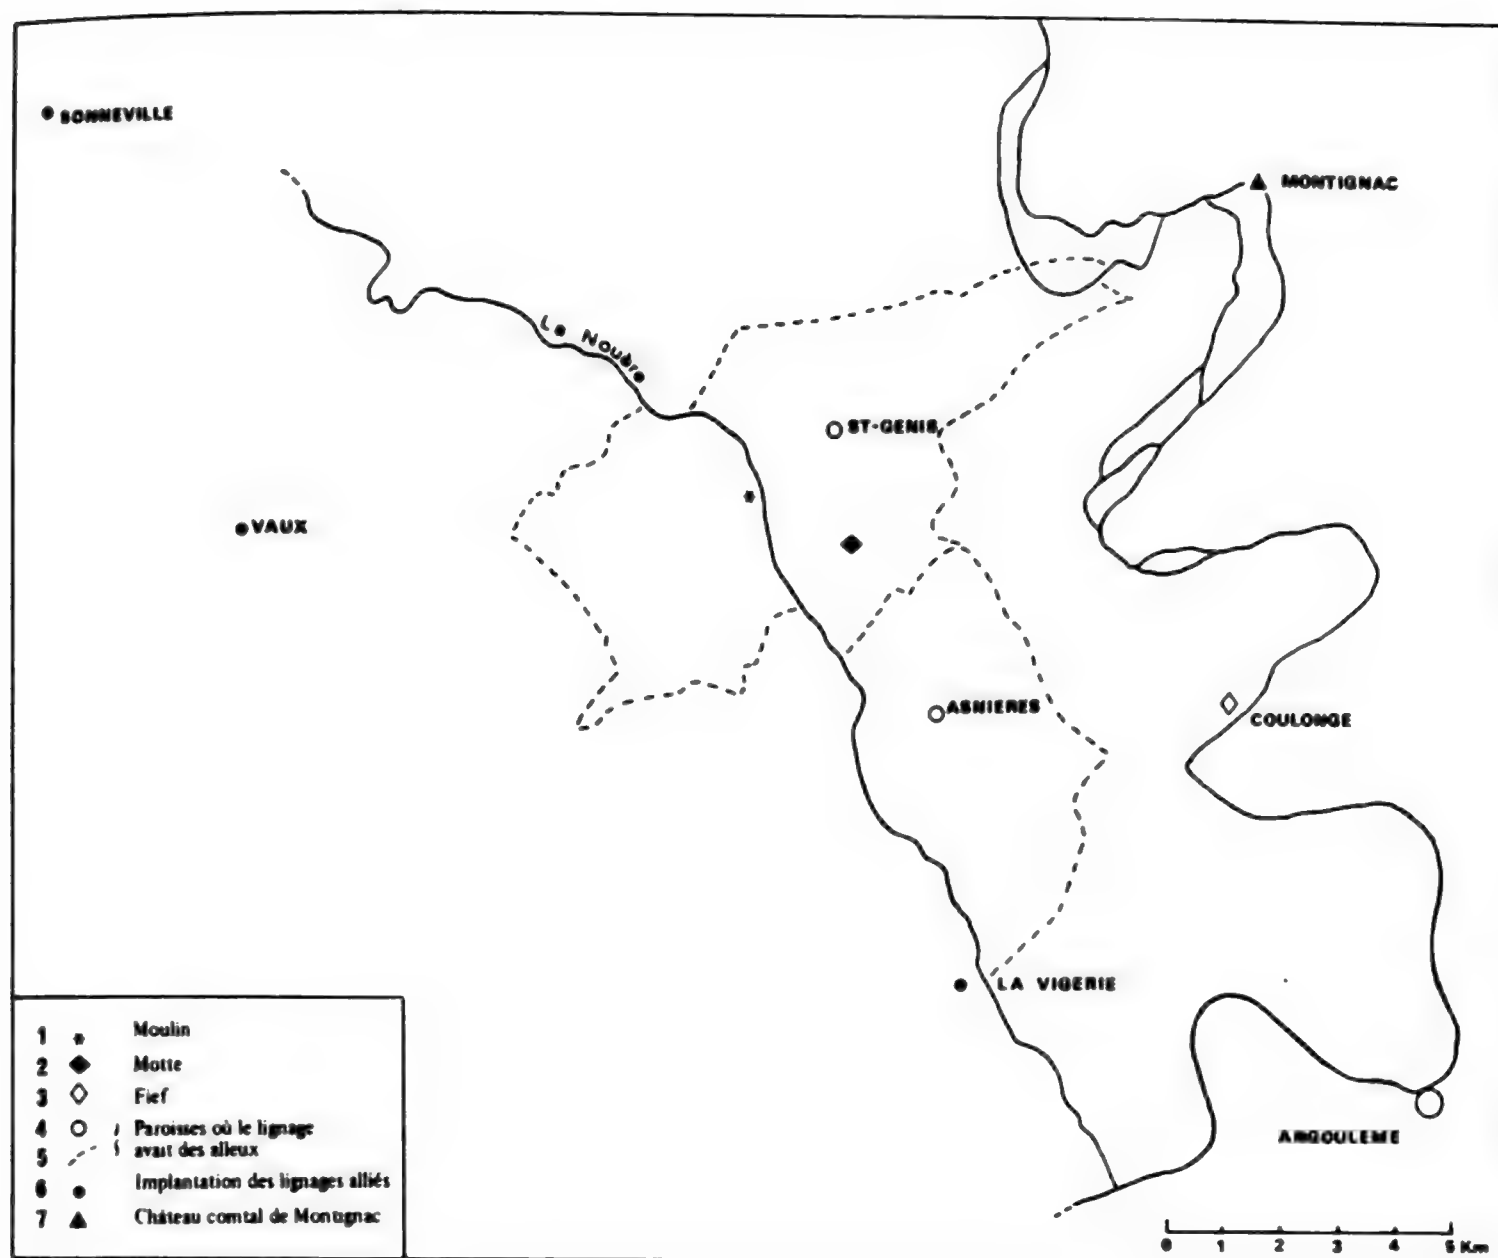 SONNEVILLE
MONTIGNAC
La Nouère
ST-GENIS
VAUX
ASNIERES
COULONGE
LA VIGERIE
ANGOULEME
1 Moulin
2 Motte
3 Fief
4 Paroisses où le lignage
5 avait des alleux
6 Implantation des lignages alliés
7 Château comtal de Montignac
0 1 2 3 4 5 Km